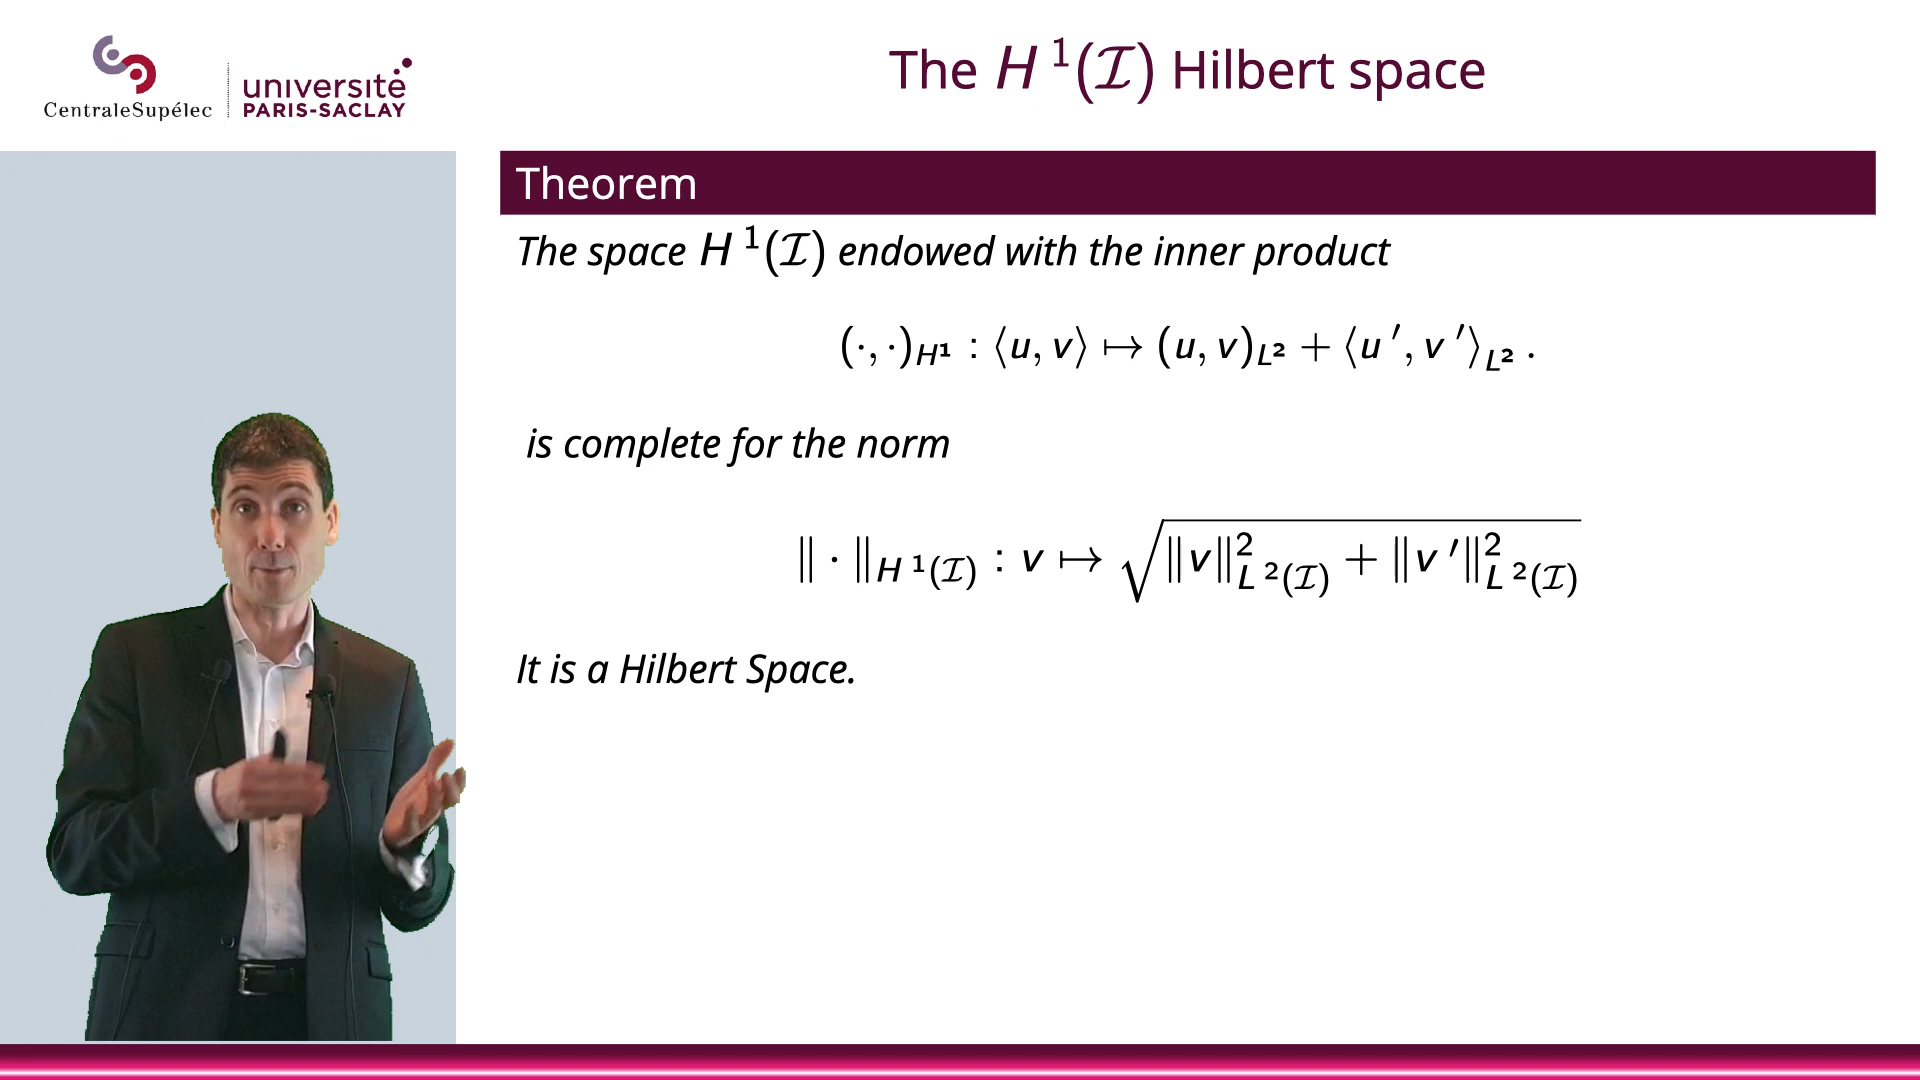 CentraleSupélec
université
PARIS-SACLAY
The H¹(ℐ) Hilbert space
Theorem
The space H¹(ℐ) endowed with the inner product
(·, ·)_{H¹} : ⟨u, v⟩ ↦ (u, v)_{L²} + ⟨u′, v′⟩_{L²} .
is complete for the norm
‖ · ‖_{H¹(ℐ)} : v ↦ √(‖v‖²_{L²(ℐ)} + ‖v′‖²_{L²(ℐ)})
It is a Hilbert Space.